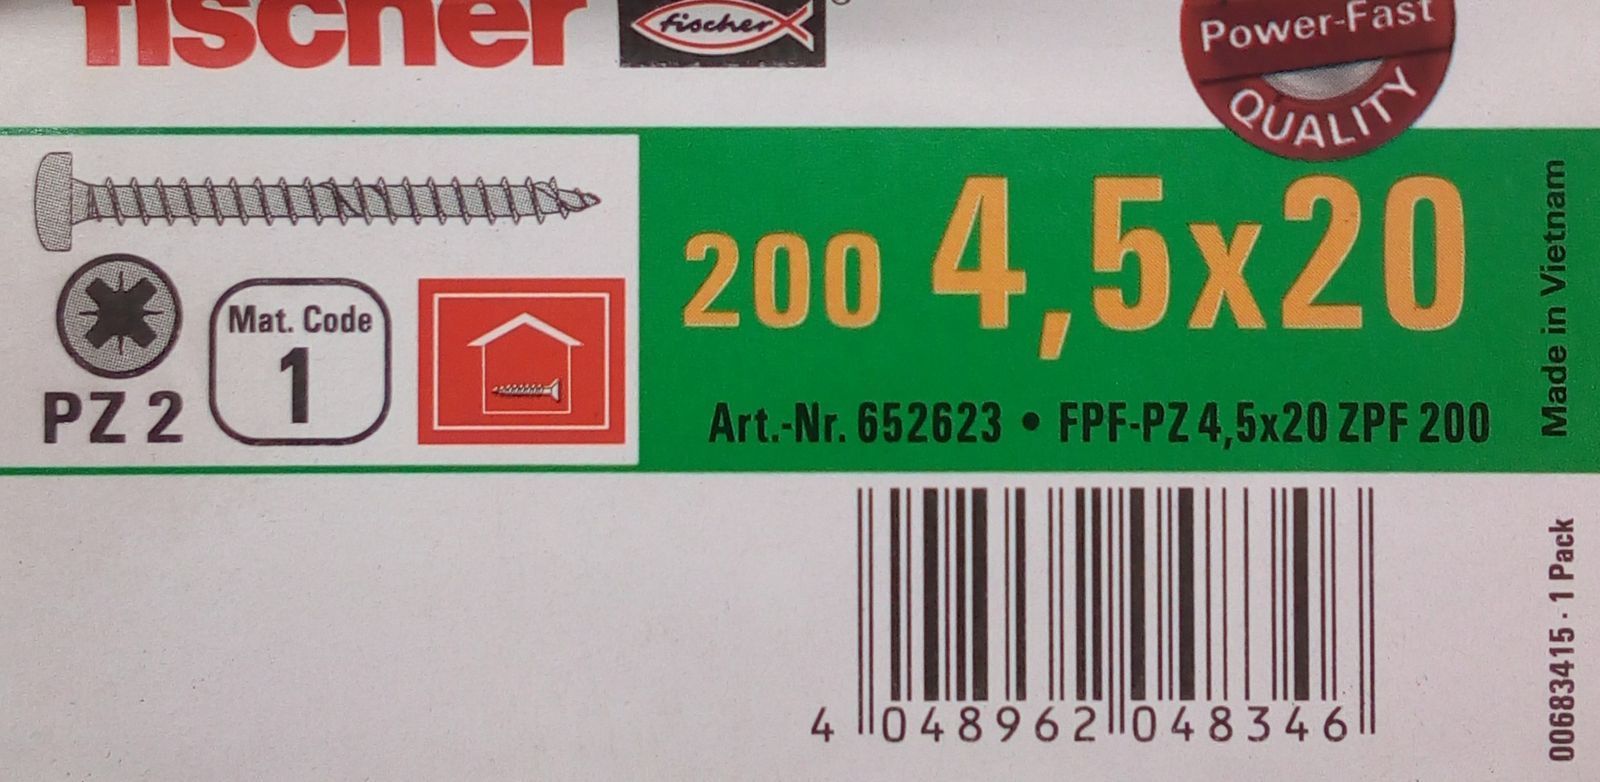 fischer
fischer
®
Power-Fast
QUALITY
200 4,5x20
Mat. Code
1
PZ 2
Art.-Nr. 652623 • FPF-PZ 4,5x20 ZPF 200
Made in Vietnam
4 048962 048346
00683415 · 1 Pack